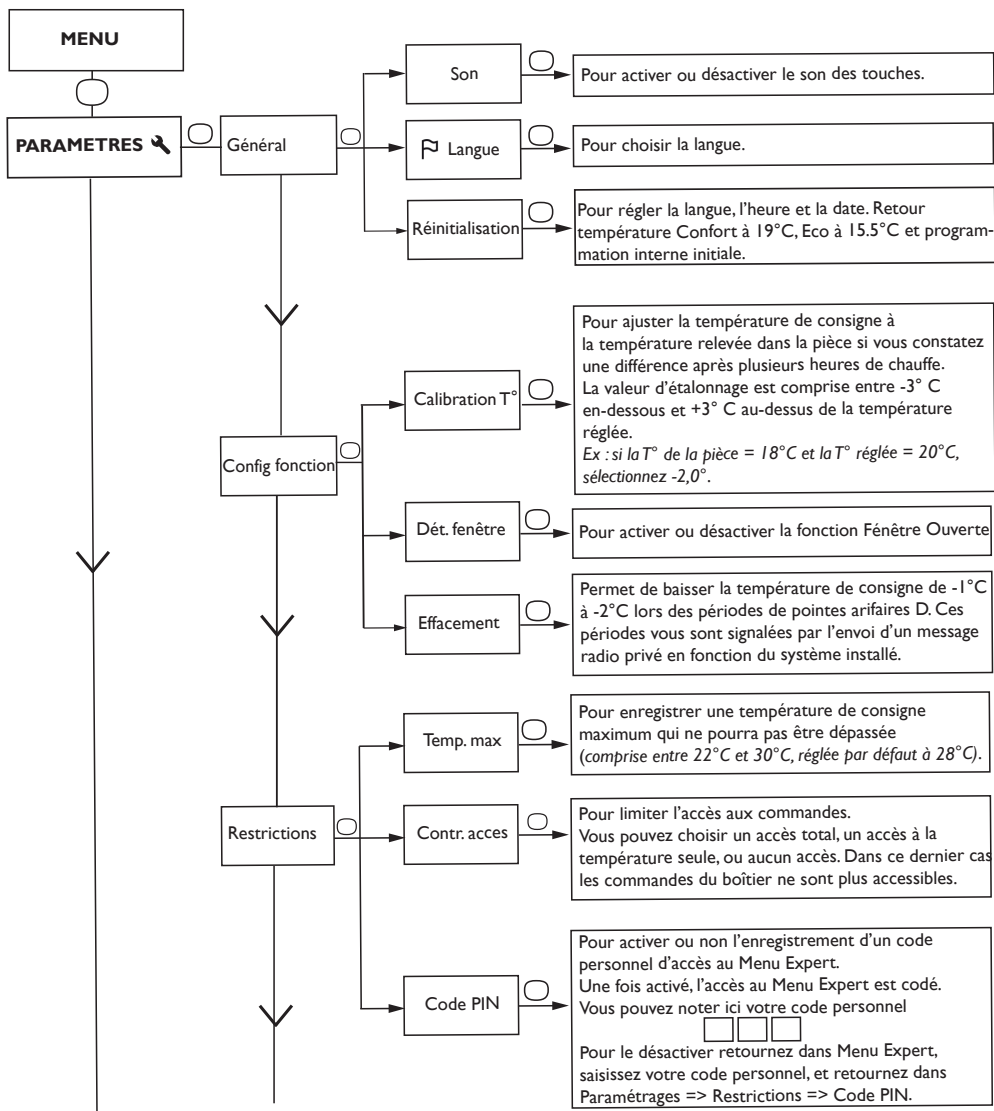 MENU
PARAMETRES
Général
Son
Pour activer ou désactiver le son des touches.
Langue
Pour choisir la langue.
Réinitialisation
Pour régler la langue, l'heure et la date. Retour
température Confort à 19°C, Eco à 15.5°C et program-
mation interne initiale.
Config fonction
Calibration T°
Pour ajuster la température de consigne à
la température relevée dans la pièce si vous constatez
une différence après plusieurs heures de chauffe.
La valeur d'étalonnage est comprise entre -3° C
en-dessous et +3° C au-dessus de la température
réglée.
Ex : si la T° de la pièce = 18°C et la T° réglée = 20°C,
sélectionnez -2,0°.
Dét. fenêtre
Pour activer ou désactiver la fonction Fénêtre Ouverte
Effacement
Permet de baisser la température de consigne de -1°C
à -2°C lors des périodes de pointes arifaires D. Ces
périodes vous sont signalées par l'envoi d'un message
radio privé en fonction du système installé.
Restrictions
Temp. max
Pour enregistrer une température de consigne
maximum qui ne pourra pas être dépassée
(comprise entre 22°C et 30°C, réglée par défaut à 28°C).
Contr. acces
Pour limiter l'accès aux commandes.
Vous pouvez choisir un accès total, un accès à la
température seule, ou aucun accès. Dans ce dernier cas
les commandes du boîtier ne sont plus accessibles.
Code PIN
Pour activer ou non l'enregistrement d'un code
personnel d'accès au Menu Expert.
Une fois activé, l'accès au Menu Expert est codé.
Vous pouvez noter ici votre code personnel
Pour le désactiver retournez dans Menu Expert,
saisissez votre code personnel, et retournez dans
Paramétrages => Restrictions => Code PIN.